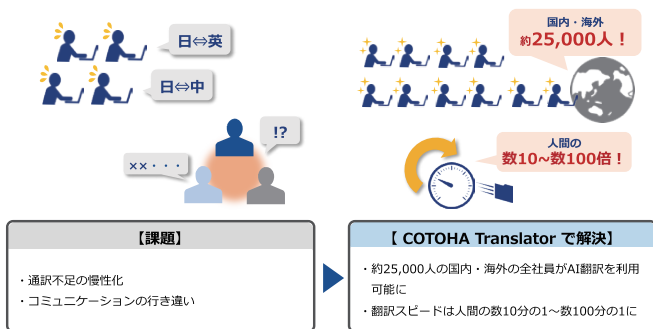 日⇔英
日⇔中
!?
××・・・
国内・海外
約25,000人！
人間の
数10~数100倍！
【課題】
・通訳不足の慢性化
・コミュニケーションの行き違い
【 COTOHA Translator で解決】
・約25,000人の国内・海外の全社員がAI翻訳を利用
可能に
・翻訳スピードは人間の数10分の1～数100分の1に